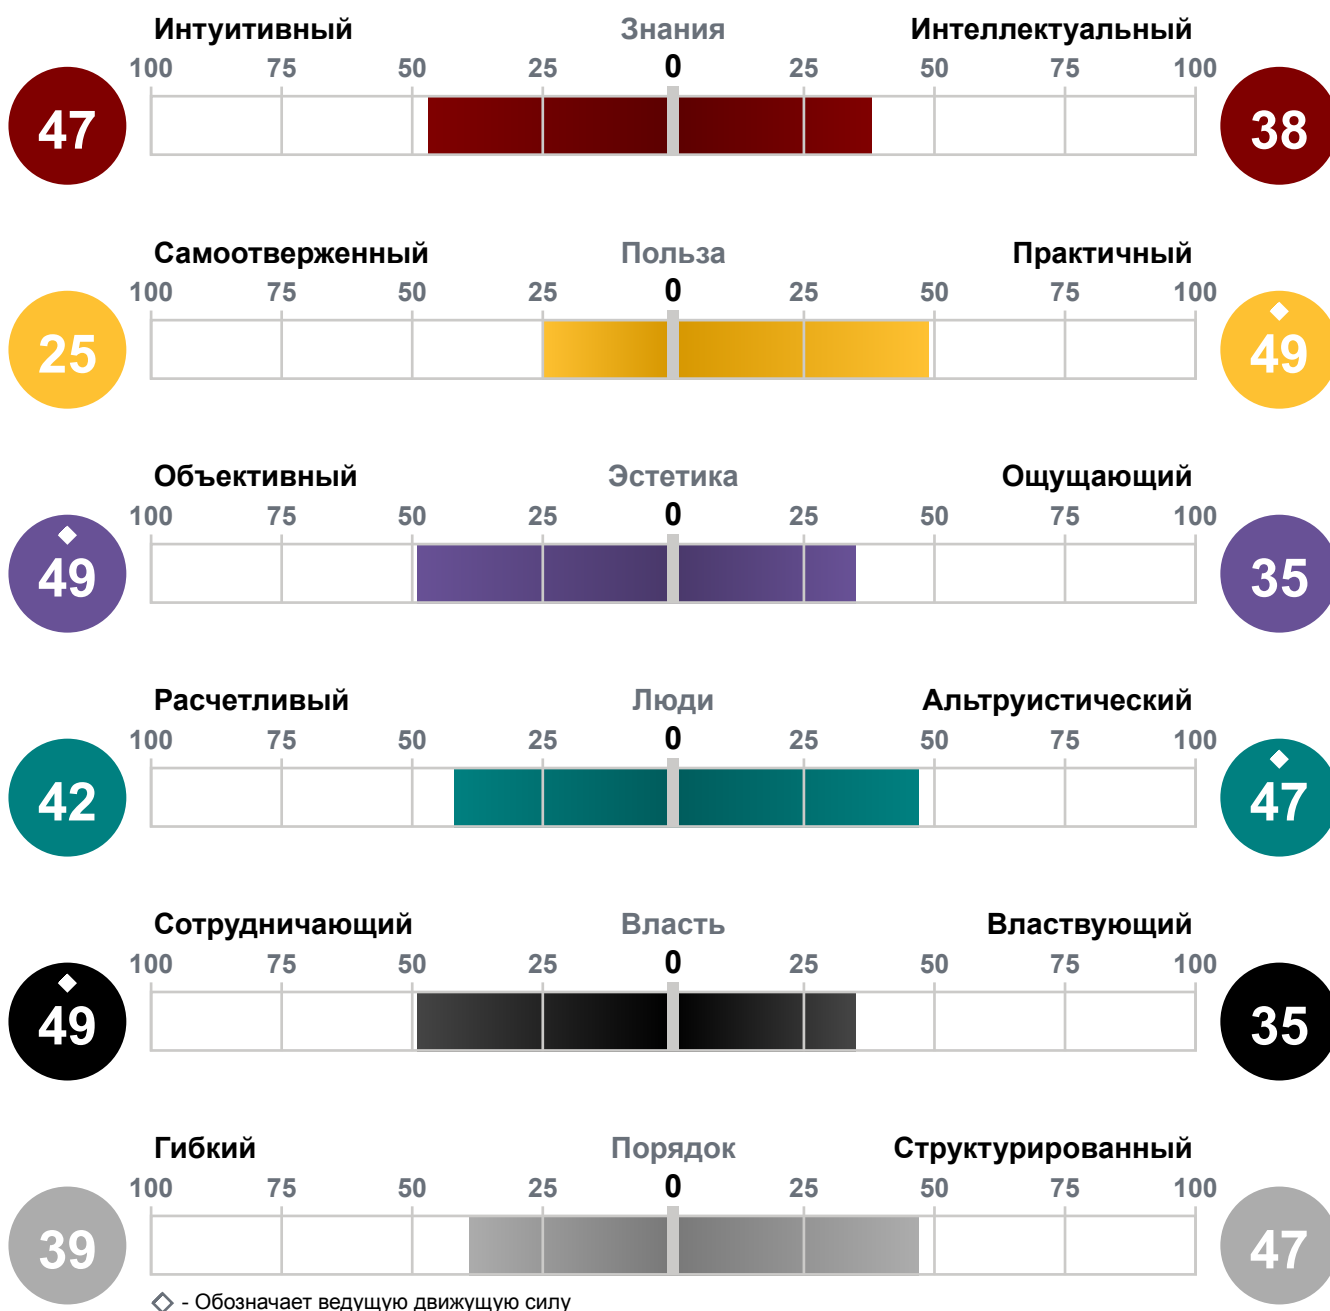 Интуитивный Знания Интеллектуальный
100 75 50 25 0 25 50 75 100
47 38
Самоотверженный Польза Практичный
100 75 50 25 0 25 50 75 100
25 49
Объективный Эстетика Ощущающий
100 75 50 25 0 25 50 75 100
49 35
Расчетливый Люди Альтруистический
100 75 50 25 0 25 50 75 100
42 47
Сотрудничающий Власть Властвующий
100 75 50 25 0 25 50 75 100
49 35
Гибкий Порядок Структурированный
100 75 50 25 0 25 50 75 100
39 47
- Обозначает ведущую движущую силу